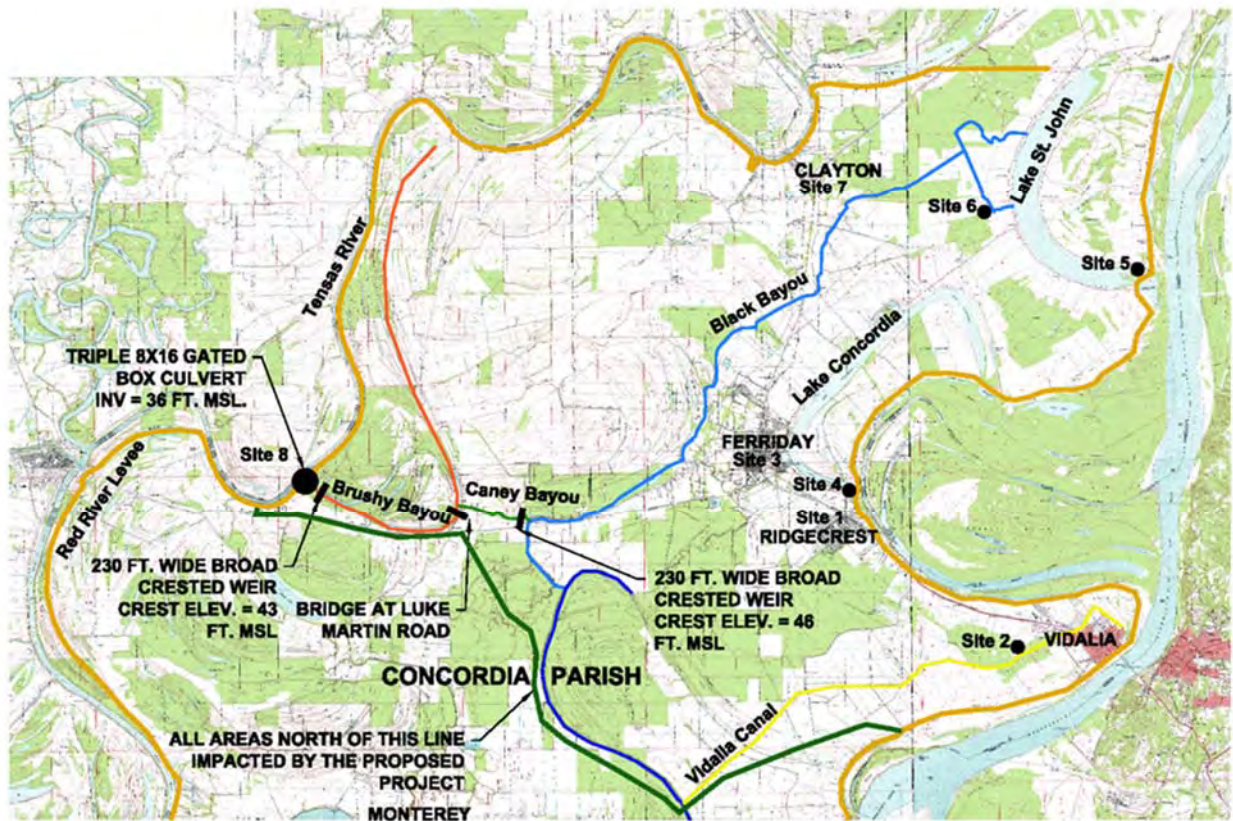 CLAYTON
Site 7
Lake St. John
Site 6
Site 5
Tensas River
Black Bayou
Lake Concordia
TRIPLE 8X16 GATED
BOX CULVERT
INV = 36 FT. MSL.
FERRIDAY
Site 3
Site 8
Red River Levee
Brushy Bayou
Caney Bayou
Site 4
Site 1
RIDGECREST
230 FT. WIDE BROAD
CRESTED WEIR
CREST ELEV. = 43
FT. MSL
BRIDGE AT LUKE
MARTIN ROAD
230 FT. WIDE BROAD
CRESTED WEIR
CREST ELEV. = 46
FT. MSL
Site 2
VIDALIA
CONCORDIA PARISH
Vidalia Canal
ALL AREAS NORTH OF THIS LINE
IMPACTED BY THE PROPOSED
PROJECT
MONTEREY